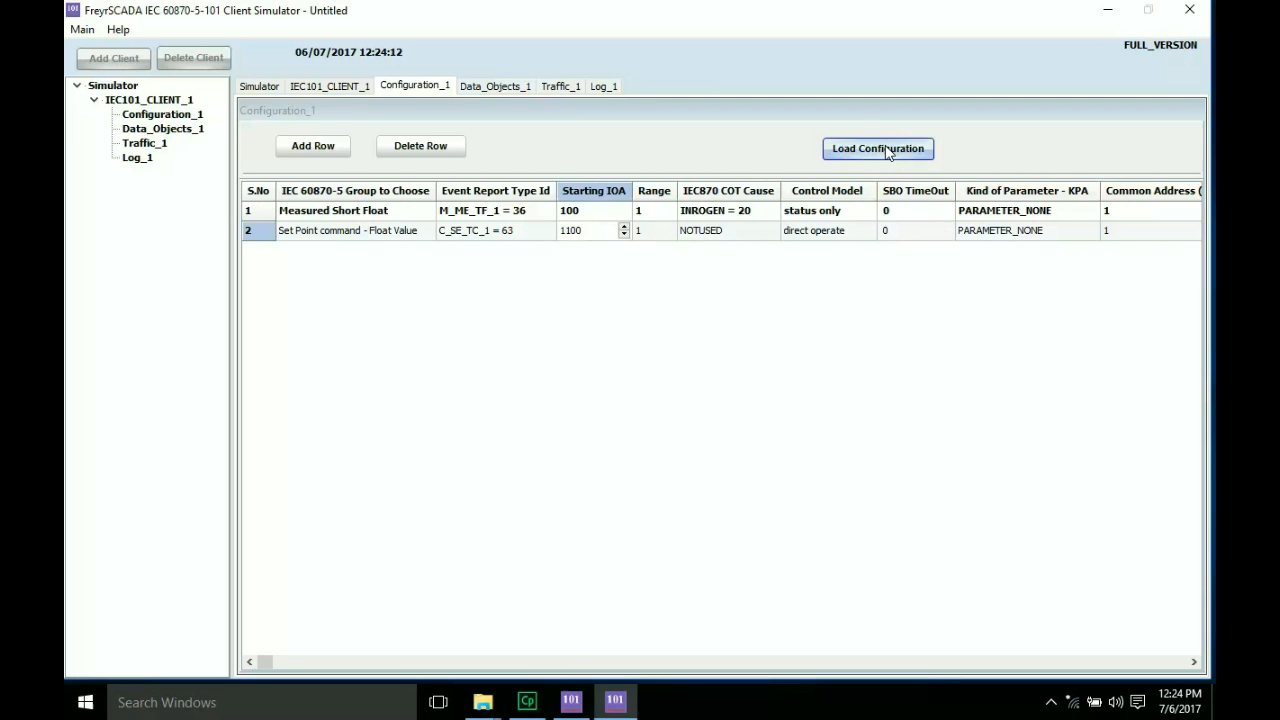 101 FreyrSCADA IEC 60870-5-101 Client Simulator - Untitled
Main Help
Add Client Delete Client 06/07/2017 12:24:12 FULL_VERSION
Simulator
IEC101_CLIENT_1
Configuration_1
Data_Objects_1
Traffic_1
Log_1
Simulator IEC101_CLIENT_1 Configuration_1 Data_Objects_1 Traffic_1 Log_1
Configuration_1
Add Row Delete Row Load Configuration
S.No IEC 60870-5 Group to Choose Event Report Type Id Starting IOA Range IEC870 COT Cause Control Model SBO TimeOut Kind of Parameter - KPA Common Address (
1 Measured Short Float M_ME_TF_1 = 36 100 1 INROGEN = 20 status only 0 PARAMETER_NONE 1
2 Set Point command - Float Value C_SE_TC_1 = 63 1100 1 NOTUSED direct operate 0 PARAMETER_NONE 1
Search Windows Cp 101 101 12:24 PM
7/6/2017